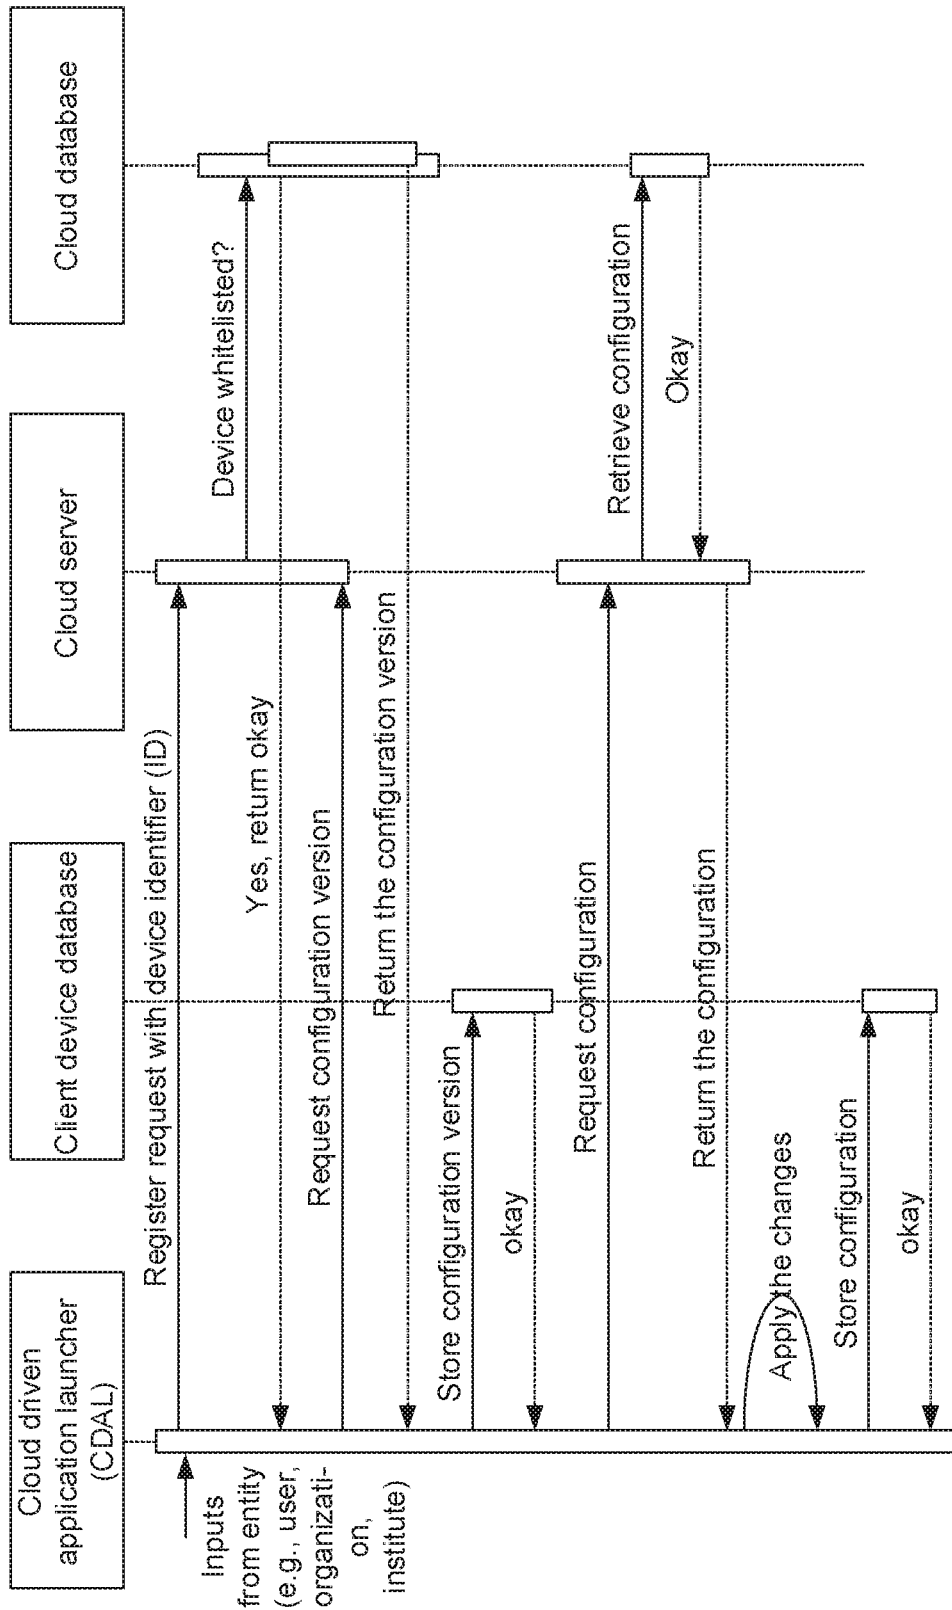 Cloud driven
application launcher
(CDAL)
Client device database
Cloud server
Cloud database
Inputs
from entity
(e.g., user,
organizati-
on,
institute)
Register request with device identifier (ID)
Device whitelisted?
Yes, return okay
Request configuration version
Return the configuration version
Store configuration version
okay
Request configuration
Retrieve configuration
Okay
Return the configuration
Apply the changes
Store configuration
okay